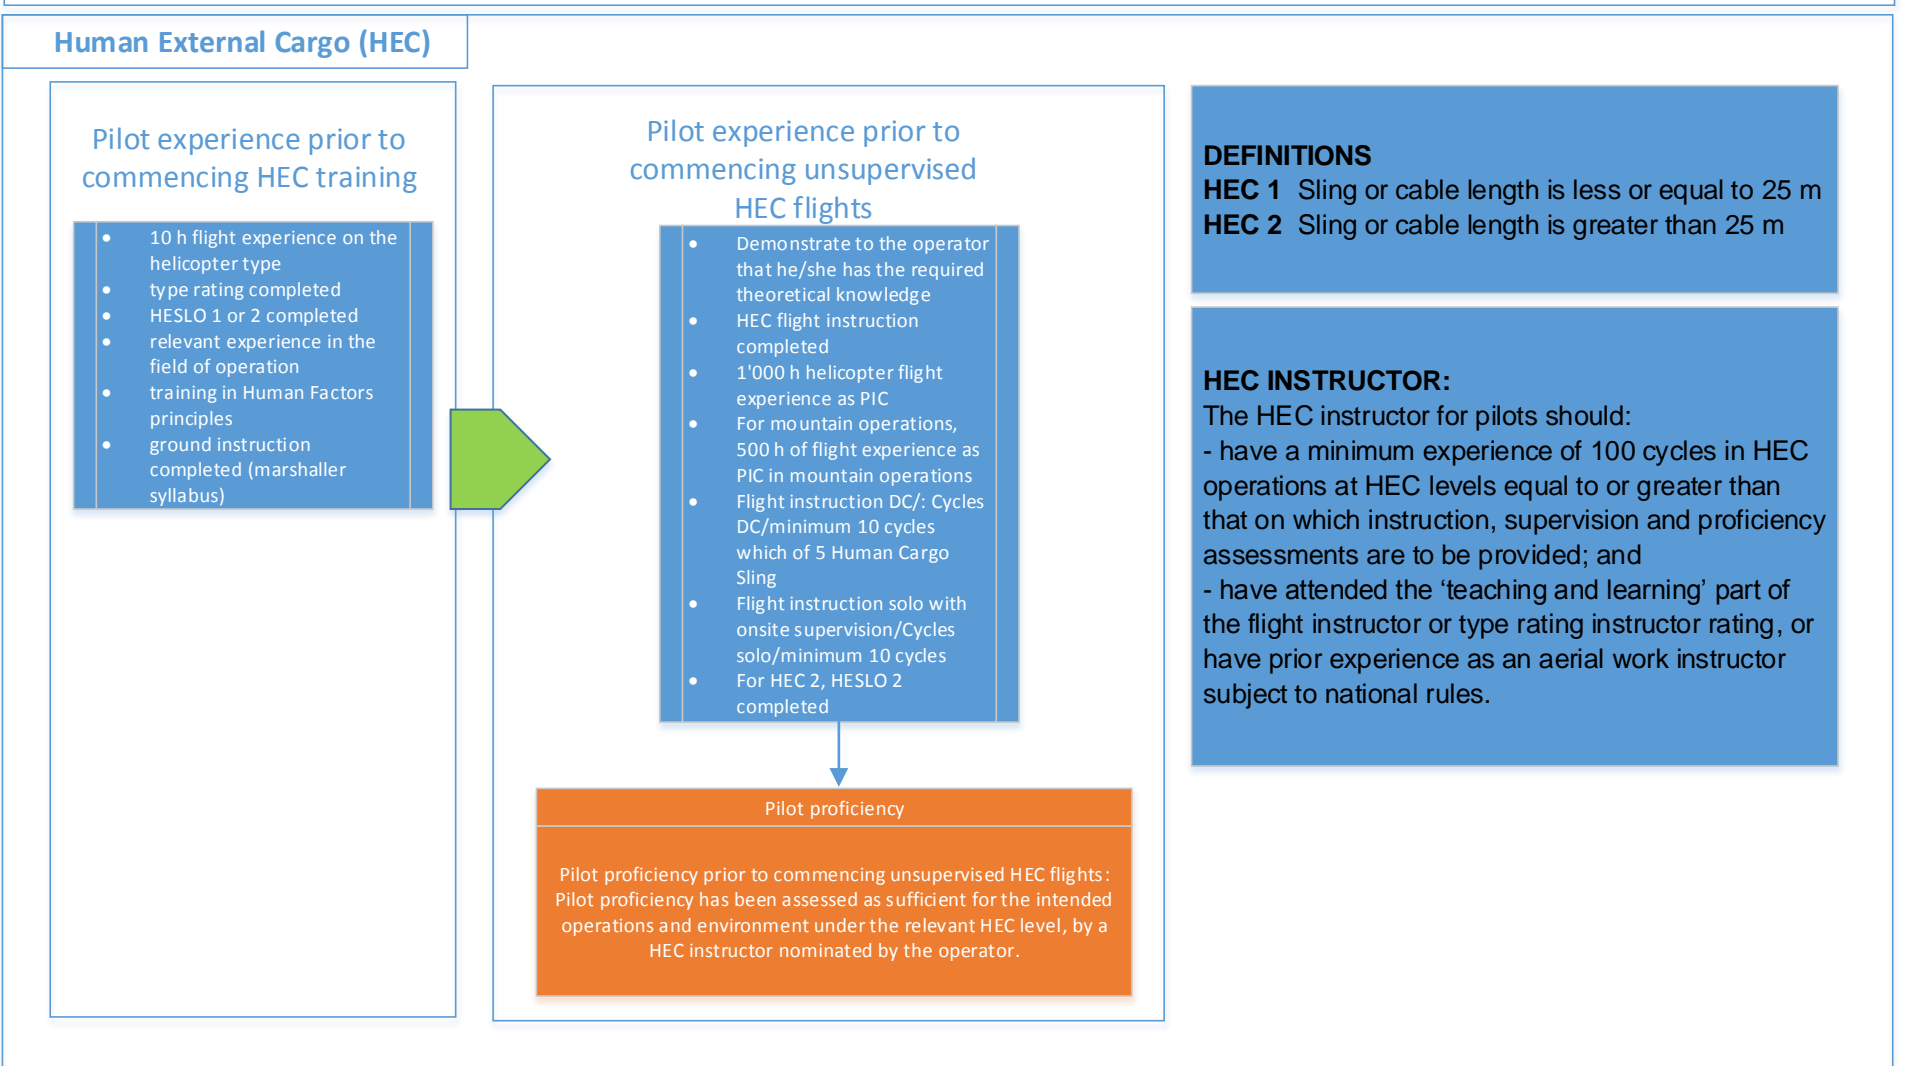 Human External Cargo (HEC)
Pilot experience prior to
commencing HEC training
• 10 h flight experience on the
helicopter type
• type rating completed
• HESLO 1 or 2 completed
• relevant experience in the
field of operation
• training in Human Factors
principles
• ground instruction
completed (marshaller
syllabus)
Pilot experience prior to
commencing unsupervised
HEC flights
• Demonstrate to the operator
that he/she has the required
theoretical knowledge
• HEC flight instruction
completed
• 1'000 h helicopter flight
experience as PIC
• For mountain operations,
500 h of flight experience as
PIC in mountain operations
• Flight instruction DC/: Cycles
DC/minimum 10 cycles
which of 5 Human Cargo
Sling
• Flight instruction solo with
onsite supervision/Cycles
solo/minimum 10 cycles
• For HEC 2, HESLO 2
completed
Pilot proficiency
Pilot proficiency prior to commencing unsupervised HEC flights:
Pilot proficiency has been assessed as sufficient for the intended
operations and environment under the relevant HEC level, by a
HEC instructor nominated by the operator.
DEFINITIONS
HEC 1 Sling or cable length is less or equal to 25 m
HEC 2 Sling or cable length is greater than 25 m
HEC INSTRUCTOR:
The HEC instructor for pilots should:
- have a minimum experience of 100 cycles in HEC
operations at HEC levels equal to or greater than
that on which instruction, supervision and proficiency
assessments are to be provided; and
- have attended the ‘teaching and learning’ part of
the flight instructor or type rating instructor rating, or
have prior experience as an aerial work instructor
subject to national rules.